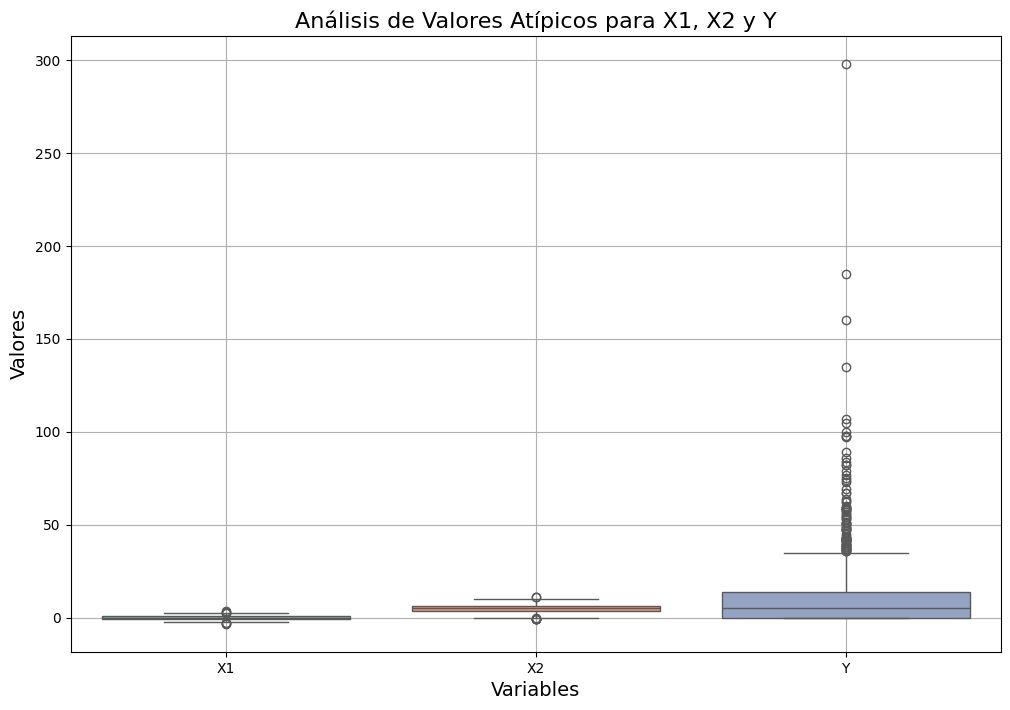 Análisis de Valores Atípicos para X1, X2 y Y
300
250
200
150
100
50
0
Valores
X1 X2 Y
Variables